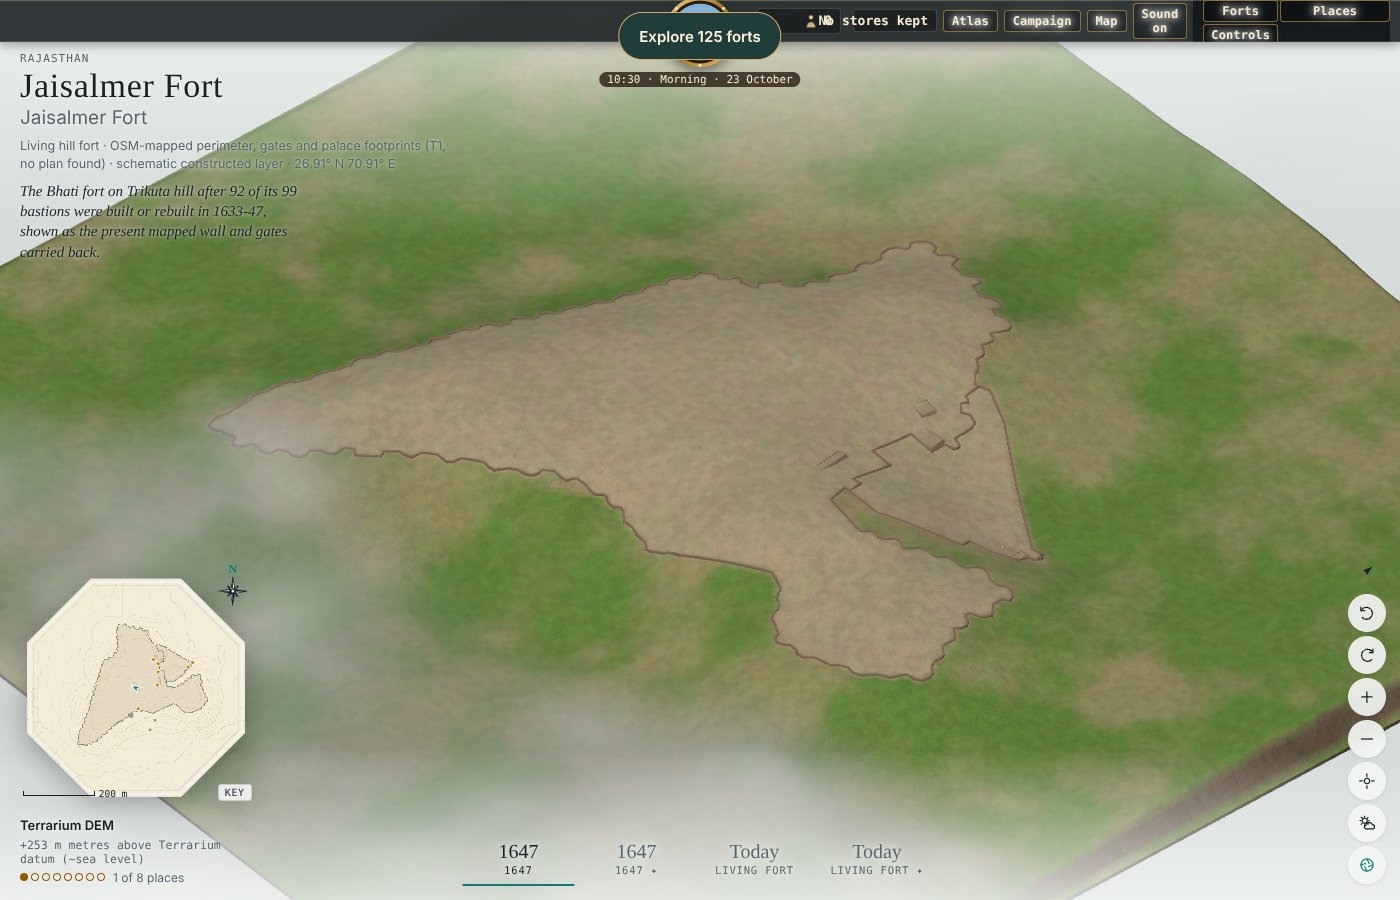 Explore 125 forts
No stores kept
Atlas
Campaign
Map
Sound on
Forts
Places
Controls
10:30 · Morning · 23 October
RAJASTHAN
Jaisalmer Fort
Jaisalmer Fort
Living hill fort · OSM-mapped perimeter, gates and palace footprints (T1,
no plan found) · schematic constructed layer · 26.91° N 70.91° E
The Bhati fort on Trikuta hill after 92 of its 99
bastions were built or rebuilt in 1633-47,
shown as the present mapped wall and gates
carried back.
N
200 m
KEY
Terrarium DEM
+253 m metres above Terrarium
datum (~sea level)
1 of 8 places
1647
1647
1647
1647 ✦
Today
LIVING FORT
Today
LIVING FORT ✦